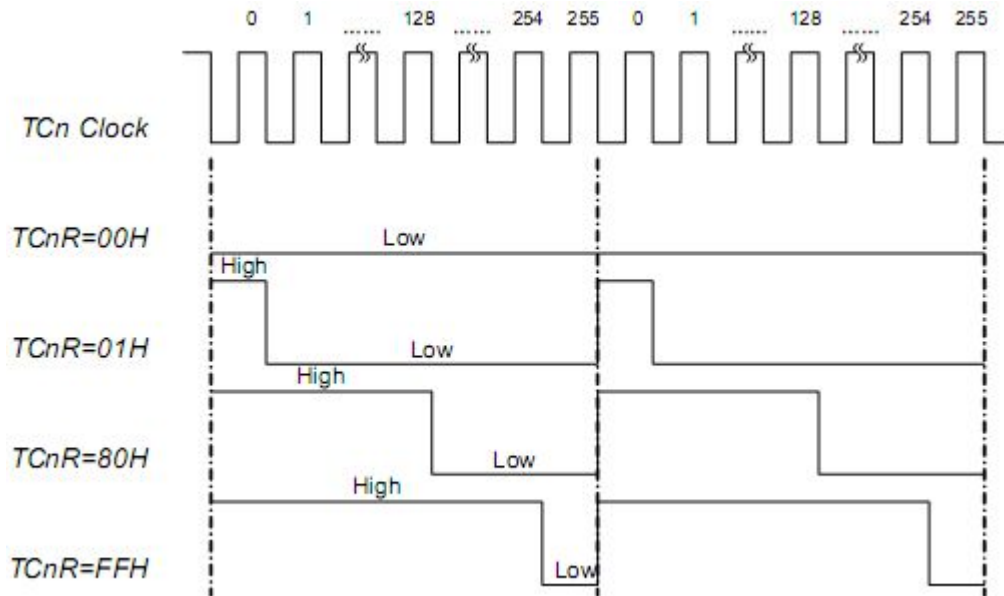 0 1 ........ 128 ........ 254 255 0 1 ........ 128 ........ 254 255
TCn Clock
TCnR=00H Low
High
TCnR=01H Low
High
TCnR=80H Low
High
TCnR=FFH Low